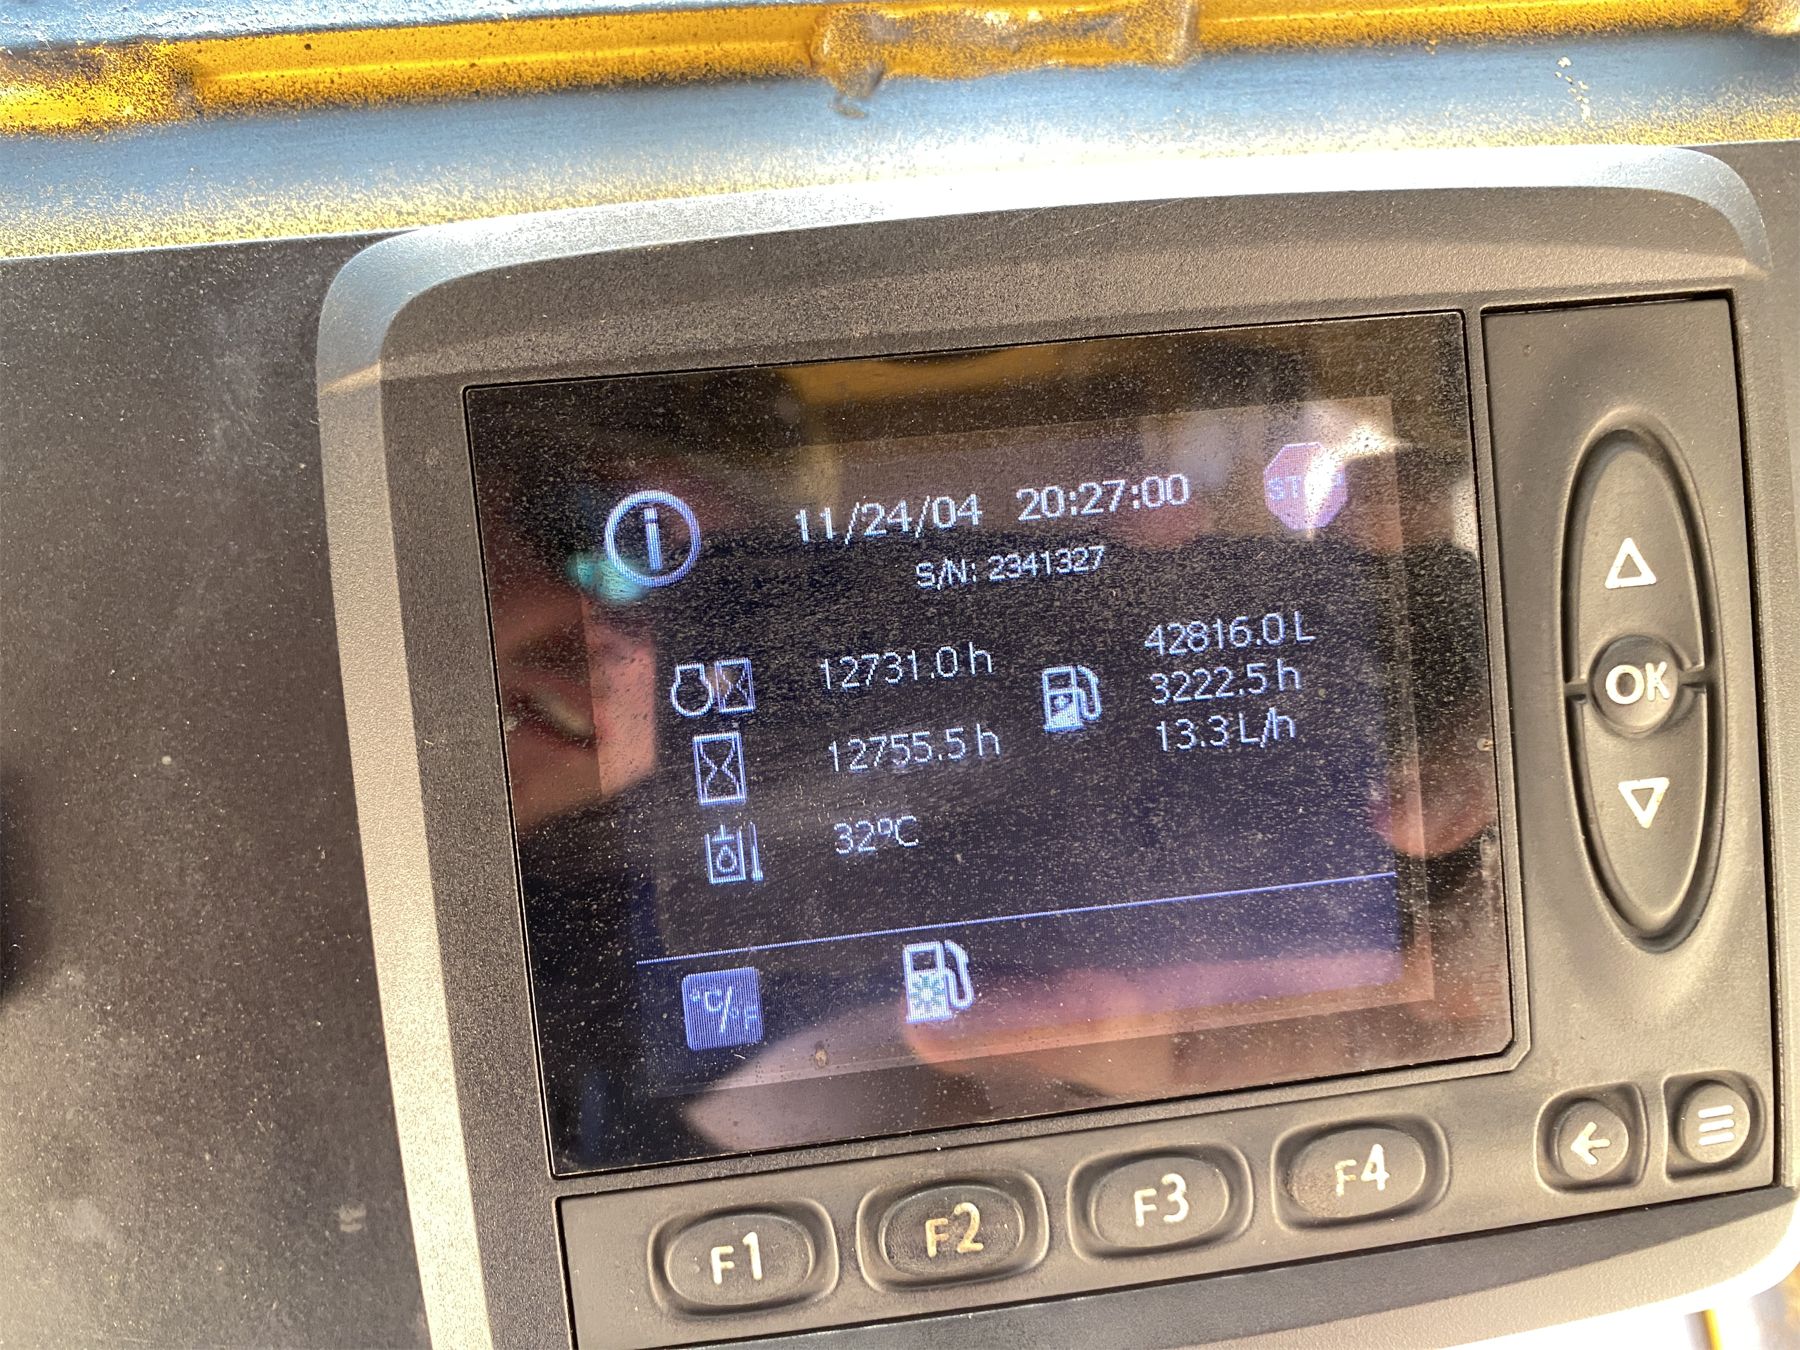 11/24/04 20:27:00
STOP
S/N: 2341327
12731.0 h
42816.0 L
3222.5 h
13.3 L/h
12755.5 h
32ºC
°C/°F
OK
F1
F2
F3
F4